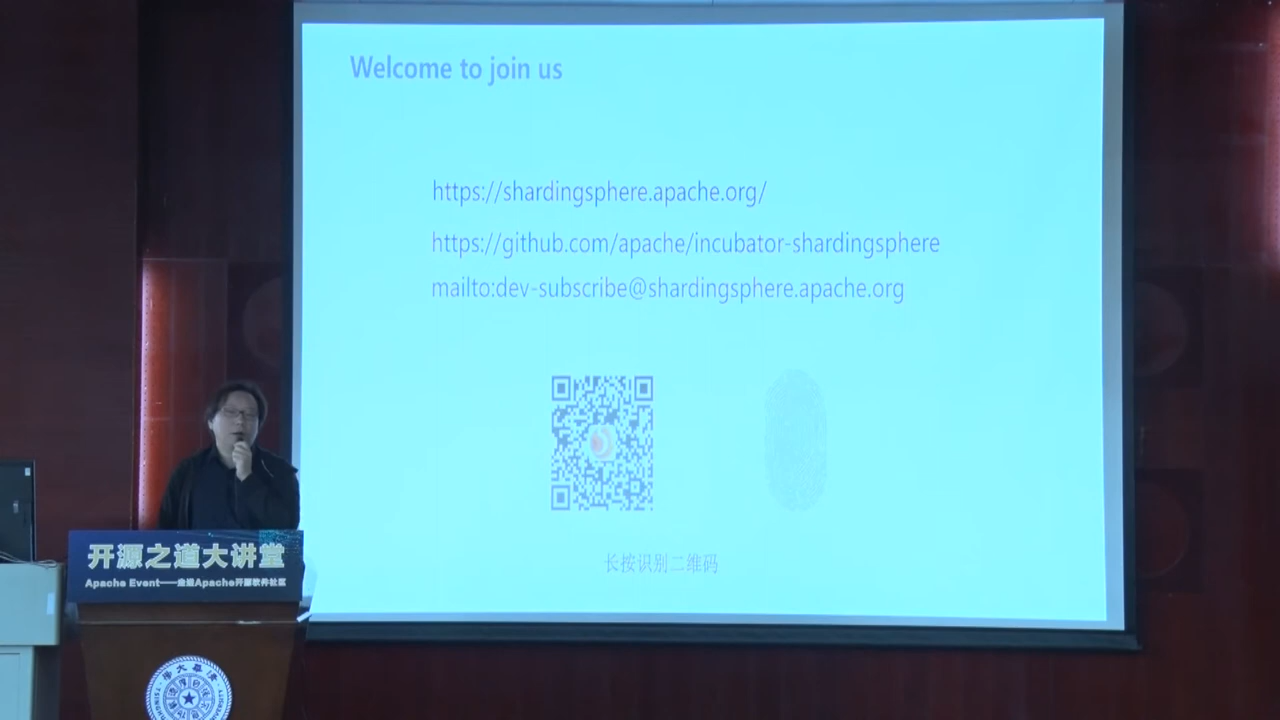 Welcome to join us
https://shardingsphere.apache.org/
https://github.com/apache/incubator-shardingsphere
mailto:dev-subscribe@shardingsphere.apache.org
长按识别二维码
开源之道大讲堂
Apache Event——走进Apache开源软件社区